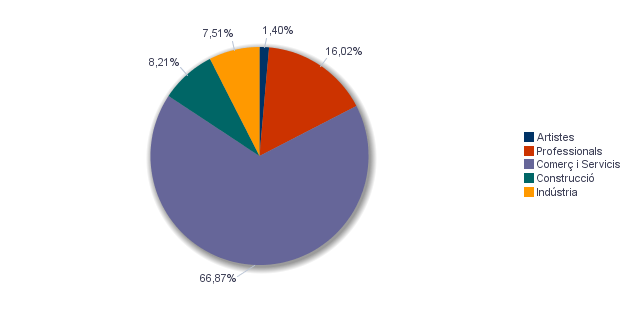 7,51%
1,40%
16,02%
8,21%
66,87%
Artistes
Professionals
Comerç i Servicis
Construcció
Indústria